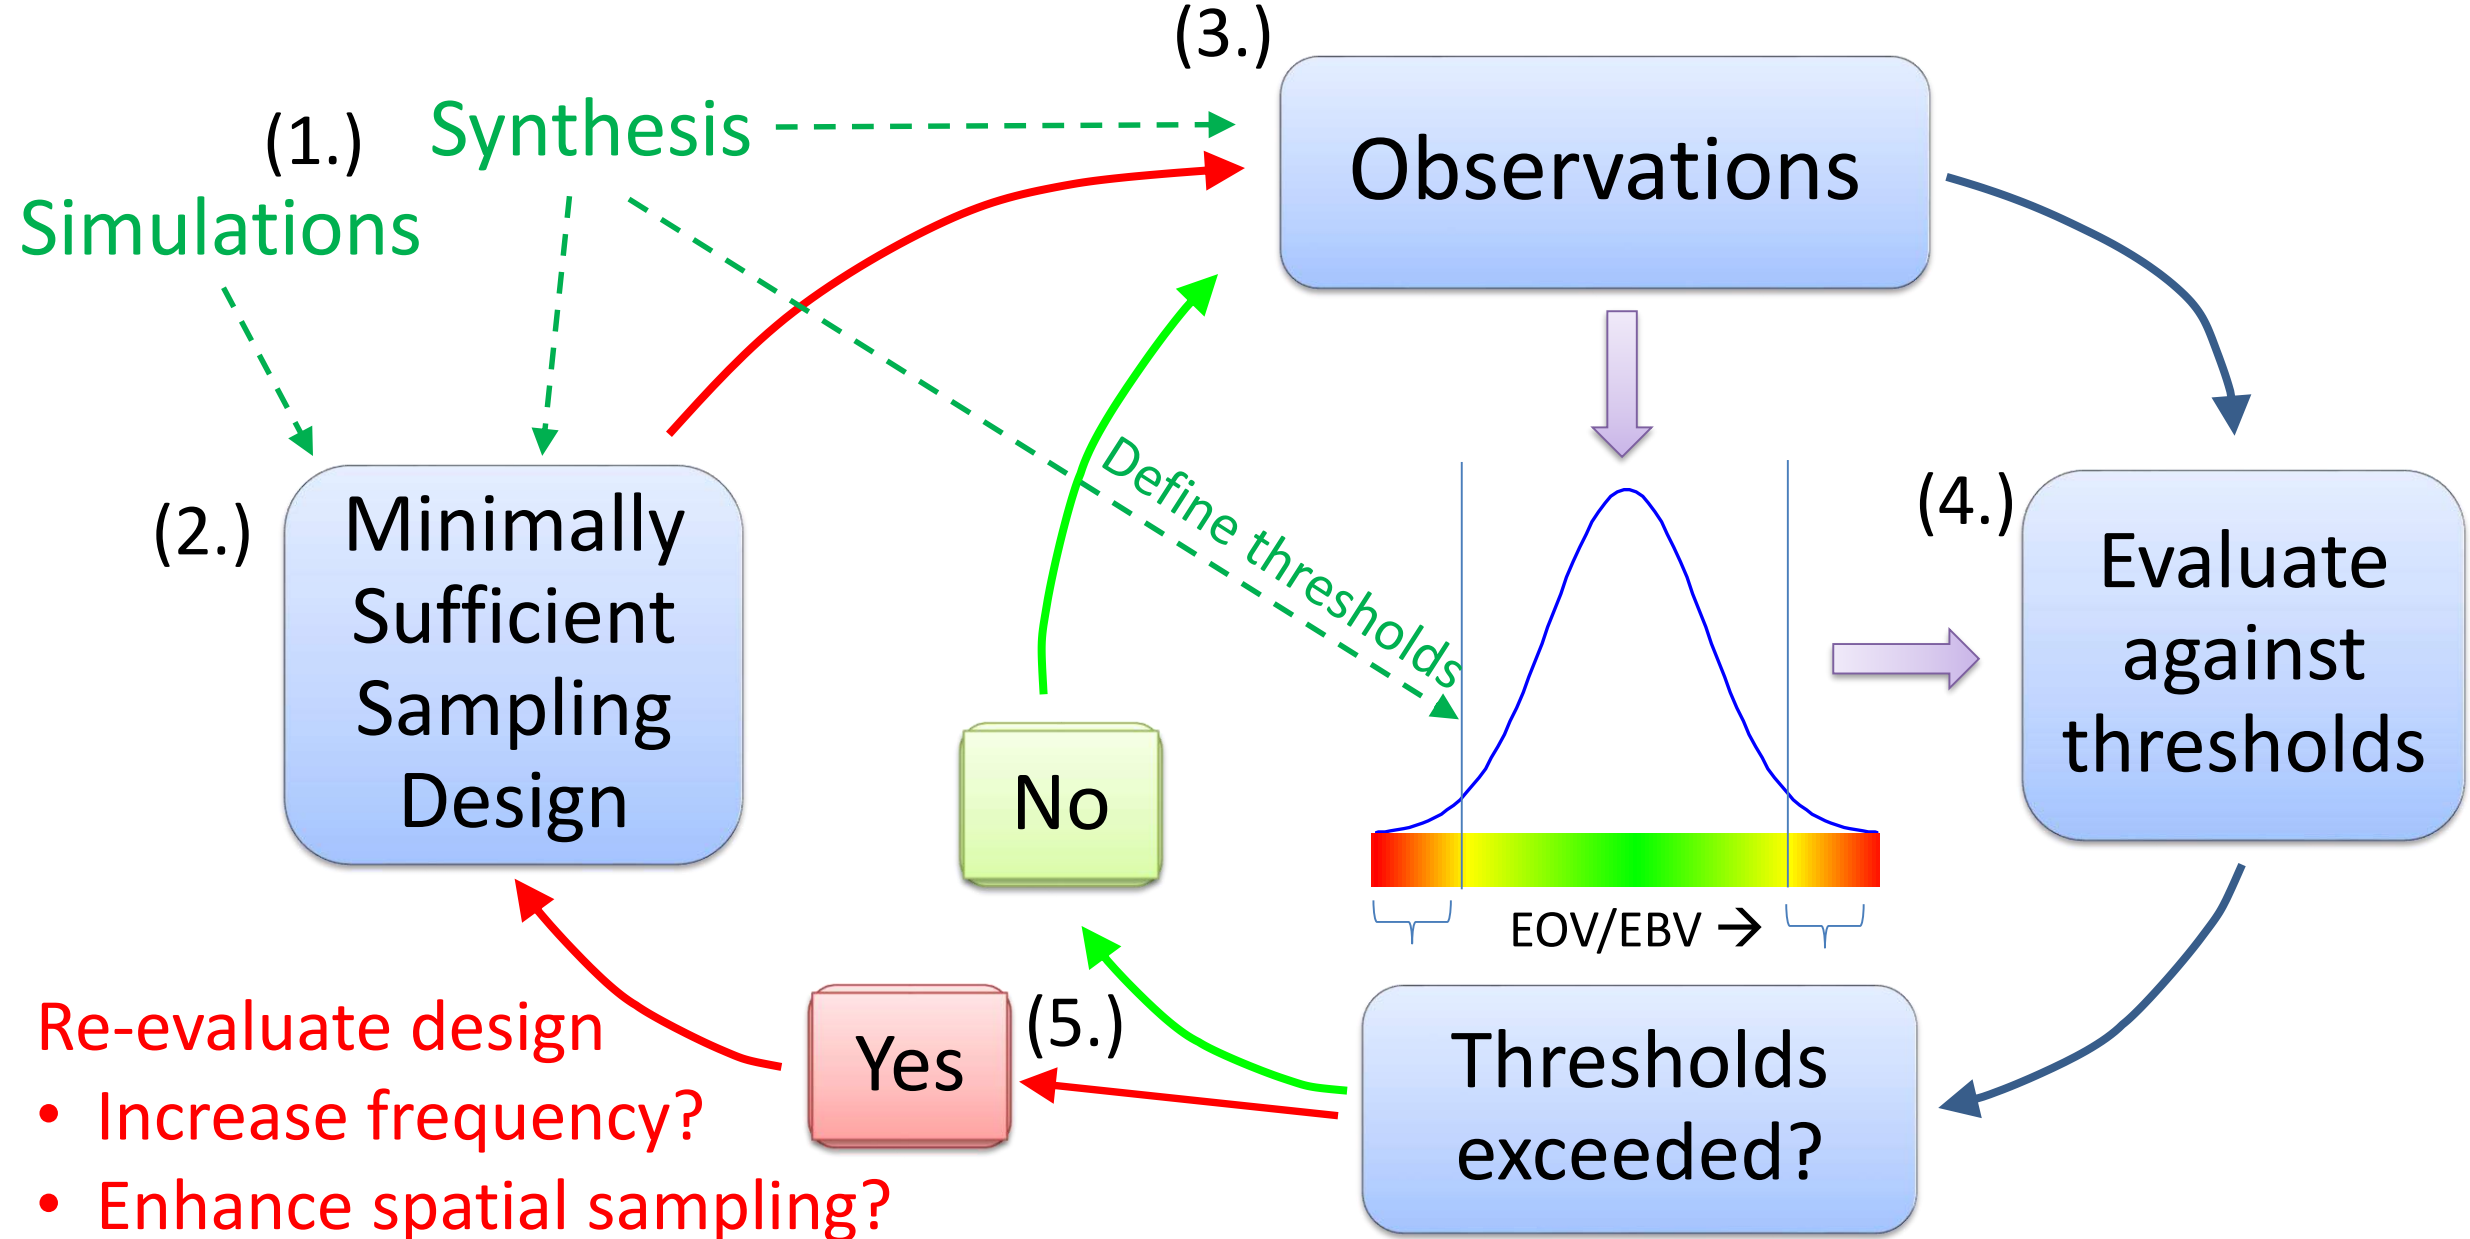 (3.)
(1.)
Synthesis
Simulations
Observations
(2.)
Minimally
Sufficient
Sampling
Design
Define thresholds
(4.)
Evaluate
against
thresholds
No
EOV/EBV →
Yes
(5.)
Thresholds
exceeded?
Re-evaluate design
• Increase frequency?
• Enhance spatial sampling?